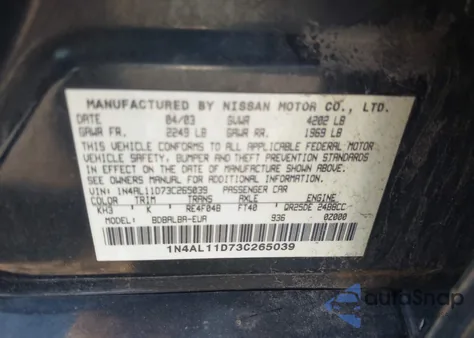 MANUFACTURED BY NISSAN MOTOR CO., LTD.
DATE 04/03 GVWR 4202 LB
GAWR FR. 2249 LB GAWR RR. 1969 LB
THIS VEHICLE CONFORMS TO ALL APPLICABLE FEDERAL MOTOR
VEHICLE SAFETY, BUMPER AND THEFT PREVENTION STANDARDS
IN EFFECT ON THE DATE OF MANUFACTURE SHOWN ABOVE.
SEE OWNER'S MANUAL FOR ADDITIONAL INFORMATION.
VIN: 1N4AL11D73C265039 PASSENGER CAR
COLOR TRIM TRANS AXLE ENGINE
KH3 K RE4F04B FT40 QR25DE 2488CC
MODEL: BDBALBA-EUA 936 02000
1N4AL11D73C265039
autoSnap